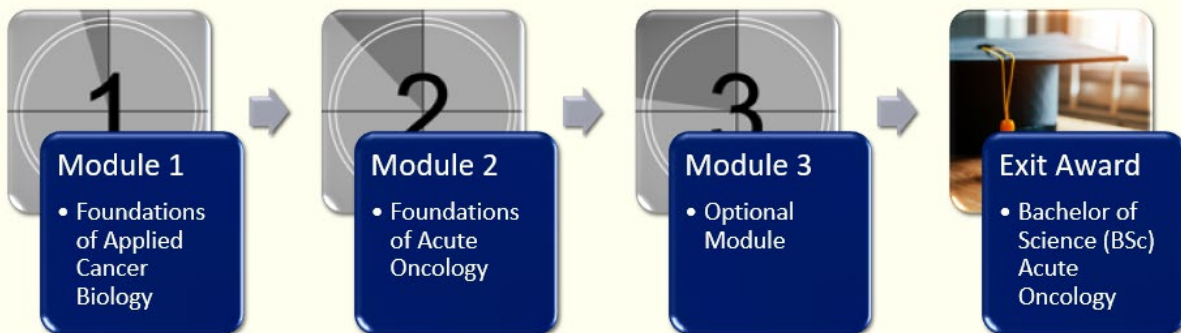 1
Module 1
• Foundations
of Applied
Cancer
Biology
2
Module 2
• Foundations
of Acute
Oncology
3
Module 3
• Optional
Module
Exit Award
• Bachelor of
Science (BSc)
Acute
Oncology